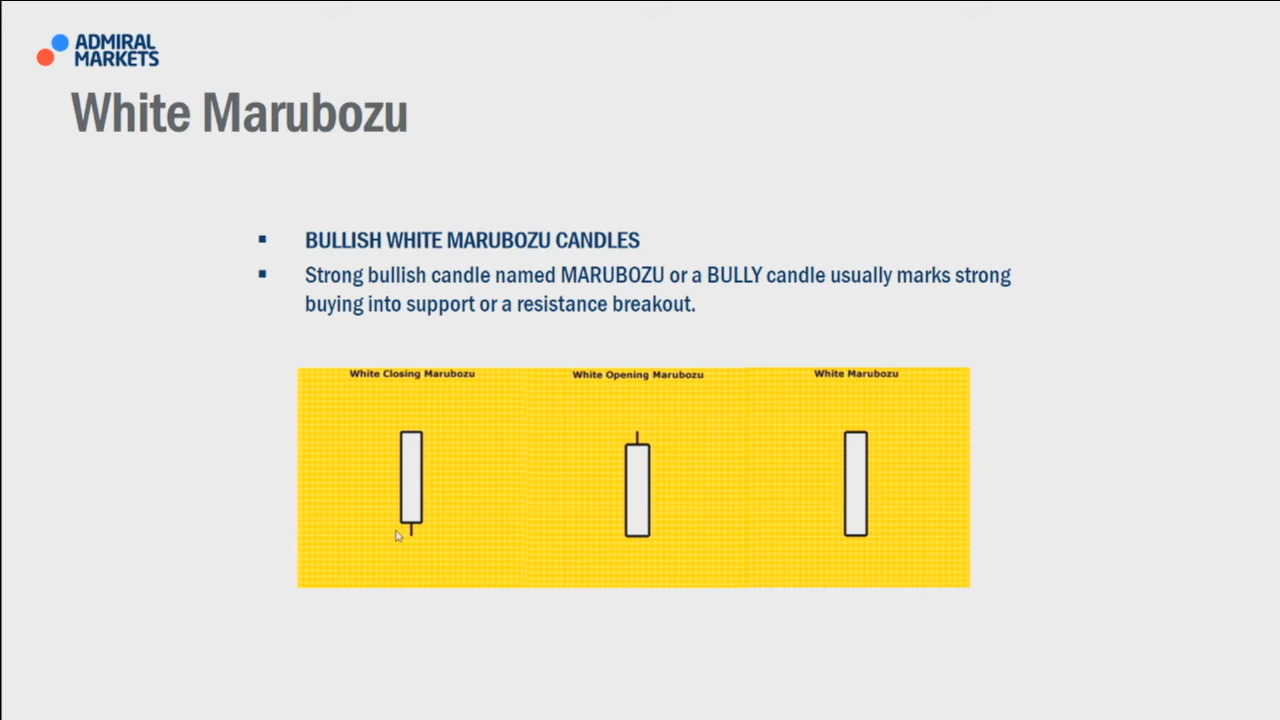 ADMIRAL
MARKETS
White Marubozu
▪ BULLISH WHITE MARUBOZU CANDLES
▪ Strong bullish candle named MARUBOZU or a BULLY candle usually marks strong
buying into support or a resistance breakout.
White Closing Marubozu
White Opening Marubozu
White Marubozu